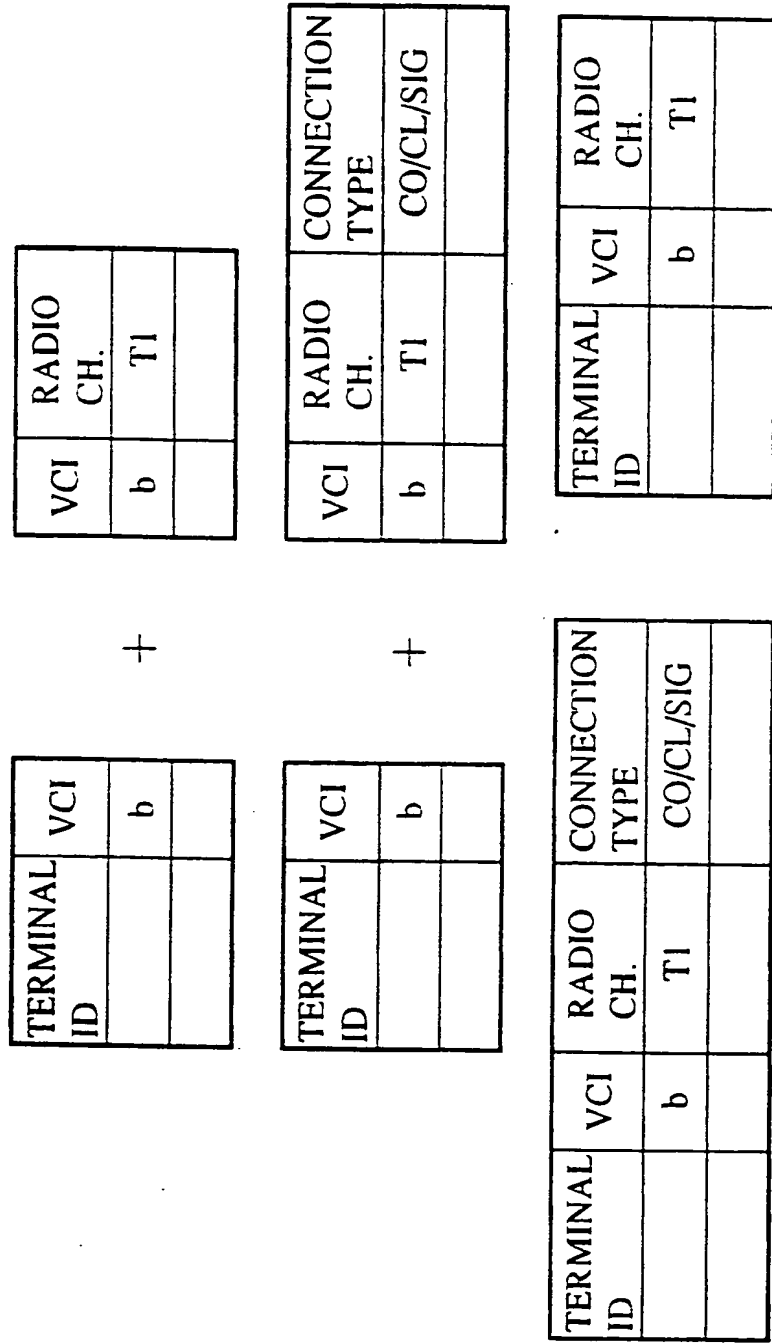 TERMINAL VCI
ID
b
+
VCI RADIO
CH.
b T1
TERMINAL VCI
ID
b
+
VCI RADIO CONNECTION
CH. TYPE
b T1 CO/CL/SIG
TERMINAL VCI RADIO CONNECTION
ID CH. TYPE
b T1 CO/CL/SIG
TERMINAL VCI RADIO
ID CH.
b T1